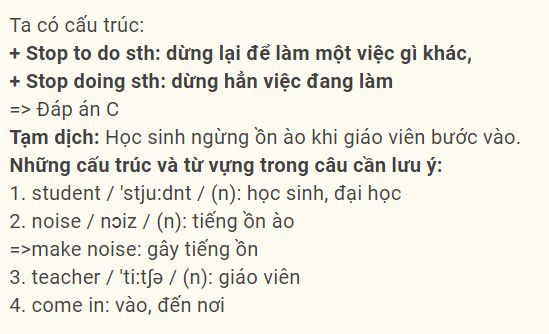 Ta có cấu trúc:
+ Stop to do sth: dừng lại để làm một việc gì khác,
+ Stop doing sth: dừng hẳn việc đang làm
=> Đáp án C
Tạm dịch: Học sinh ngừng ồn ào khi giáo viên bước vào.
Những cấu trúc và từ vựng trong câu cần lưu ý:
1. student / 'stju:dnt / (n): học sinh, đại học
2. noise / nɔiz / (n): tiếng ồn ào
=>make noise: gây tiếng ồn
3. teacher / 'ti:t∫ə / (n): giáo viên
4. come in: vào, đến nơi